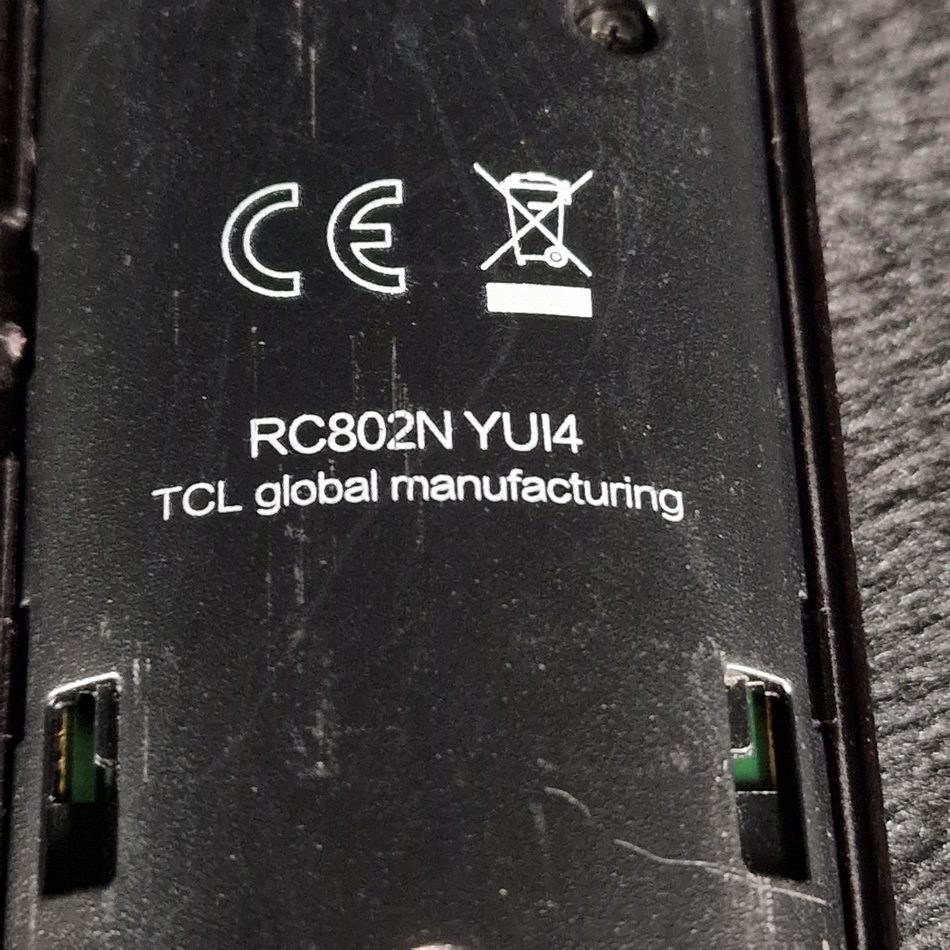 CE
RC802N YUI4
TCL global manufacturing